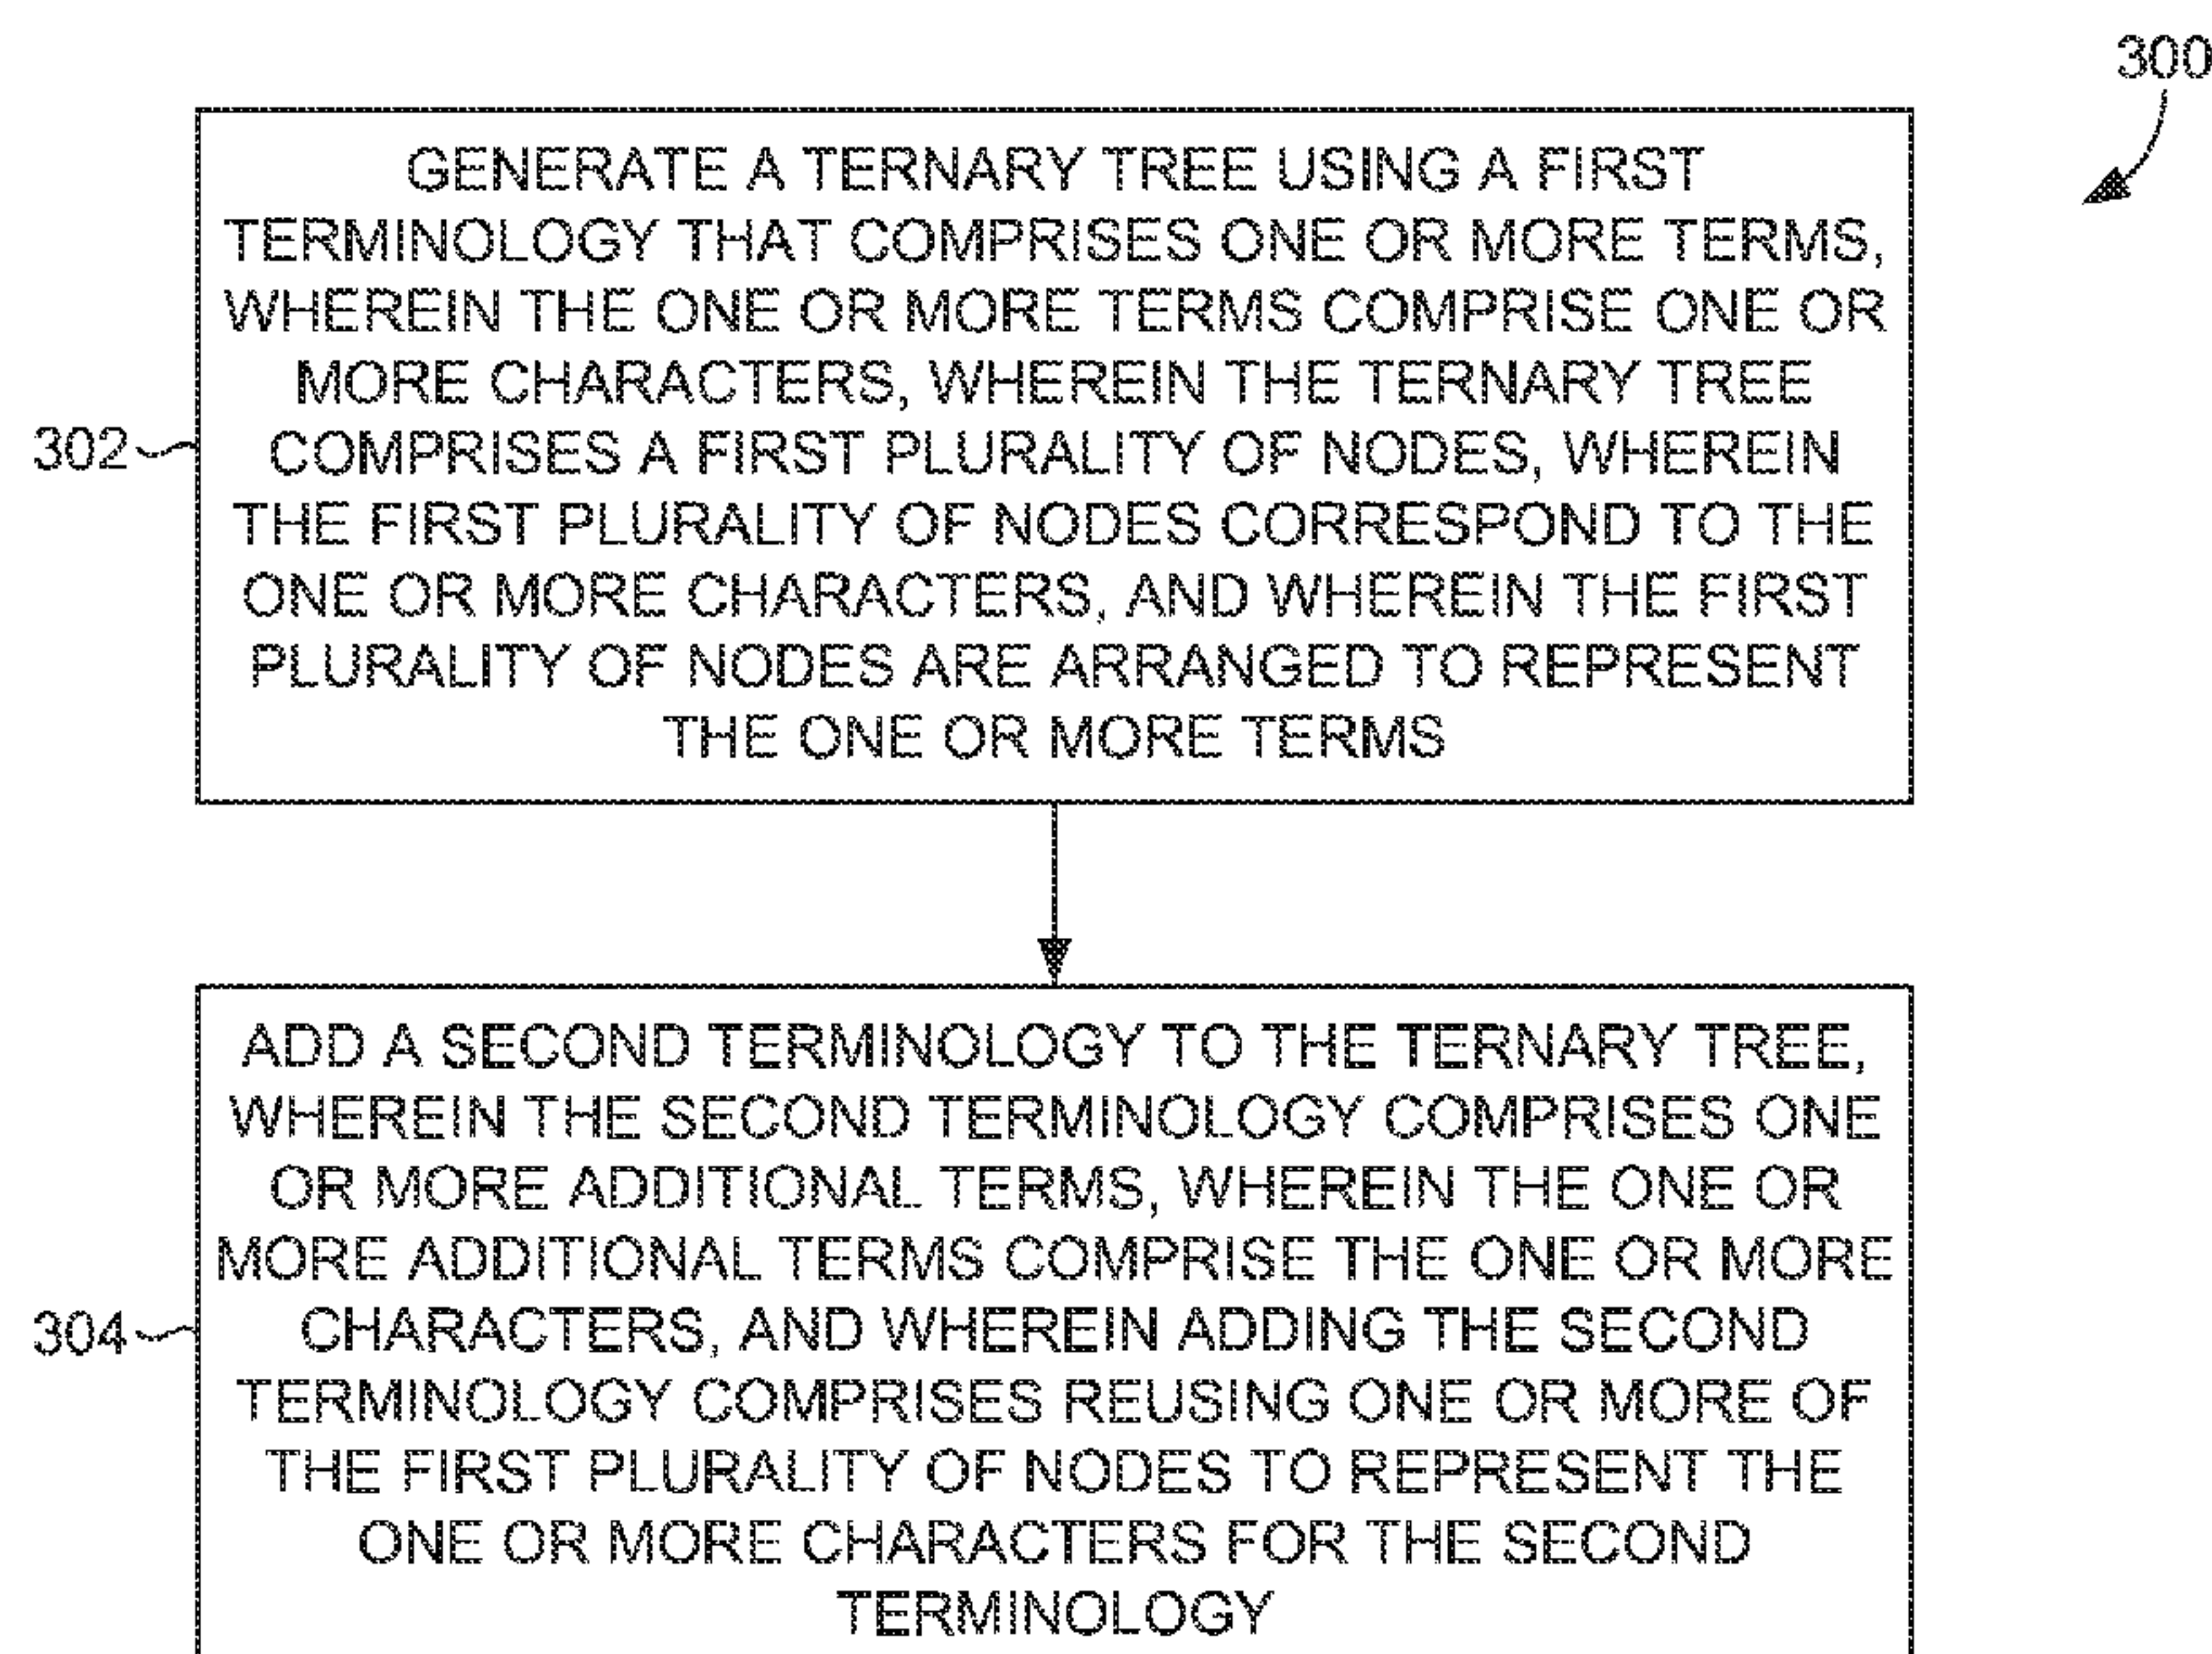 300
GENERATE A TERNARY TREE USING A FIRST
TERMINOLOGY THAT COMPRISES ONE OR MORE TERMS,
WHEREIN THE ONE OR MORE TERMS COMPRISE ONE OR
MORE CHARACTERS, WHEREIN THE TERNARY TREE
COMPRISES A FIRST PLURALITY OF NODES, WHEREIN
THE FIRST PLURALITY OF NODES CORRESPOND TO THE
ONE OR MORE CHARACTERS, AND WHEREIN THE FIRST
PLURALITY OF NODES ARE ARRANGED TO REPRESENT
THE ONE OR MORE TERMS
302
ADD A SECOND TERMINOLOGY TO THE TERNARY TREE,
WHEREIN THE SECOND TERMINOLOGY COMPRISES ONE
OR MORE ADDITIONAL TERMS, WHEREIN THE ONE OR
MORE ADDITIONAL TERMS COMPRISE THE ONE OR MORE
CHARACTERS, AND WHEREIN ADDING THE SECOND
TERMINOLOGY COMPRISES REUSING ONE OR MORE OF
THE FIRST PLURALITY OF NODES TO REPRESENT THE
ONE OR MORE CHARACTERS FOR THE SECOND
TERMINOLOGY
304